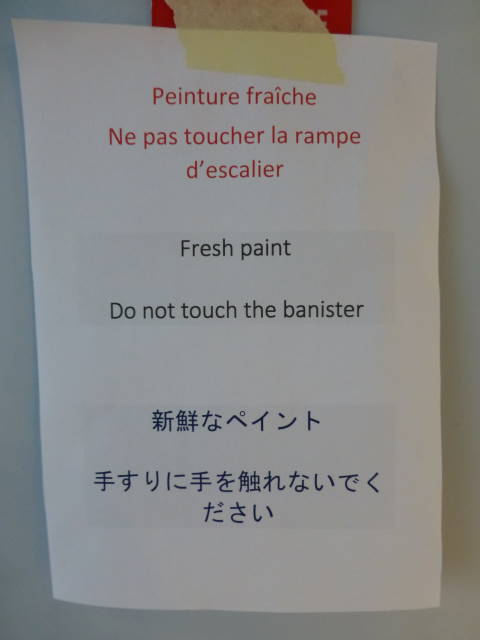 Peinture fraîche
Ne pas toucher la rampe
d'escalier
Fresh paint
Do not touch the banister
新鮮なペイント
手すりに手を触れないでく
ださい